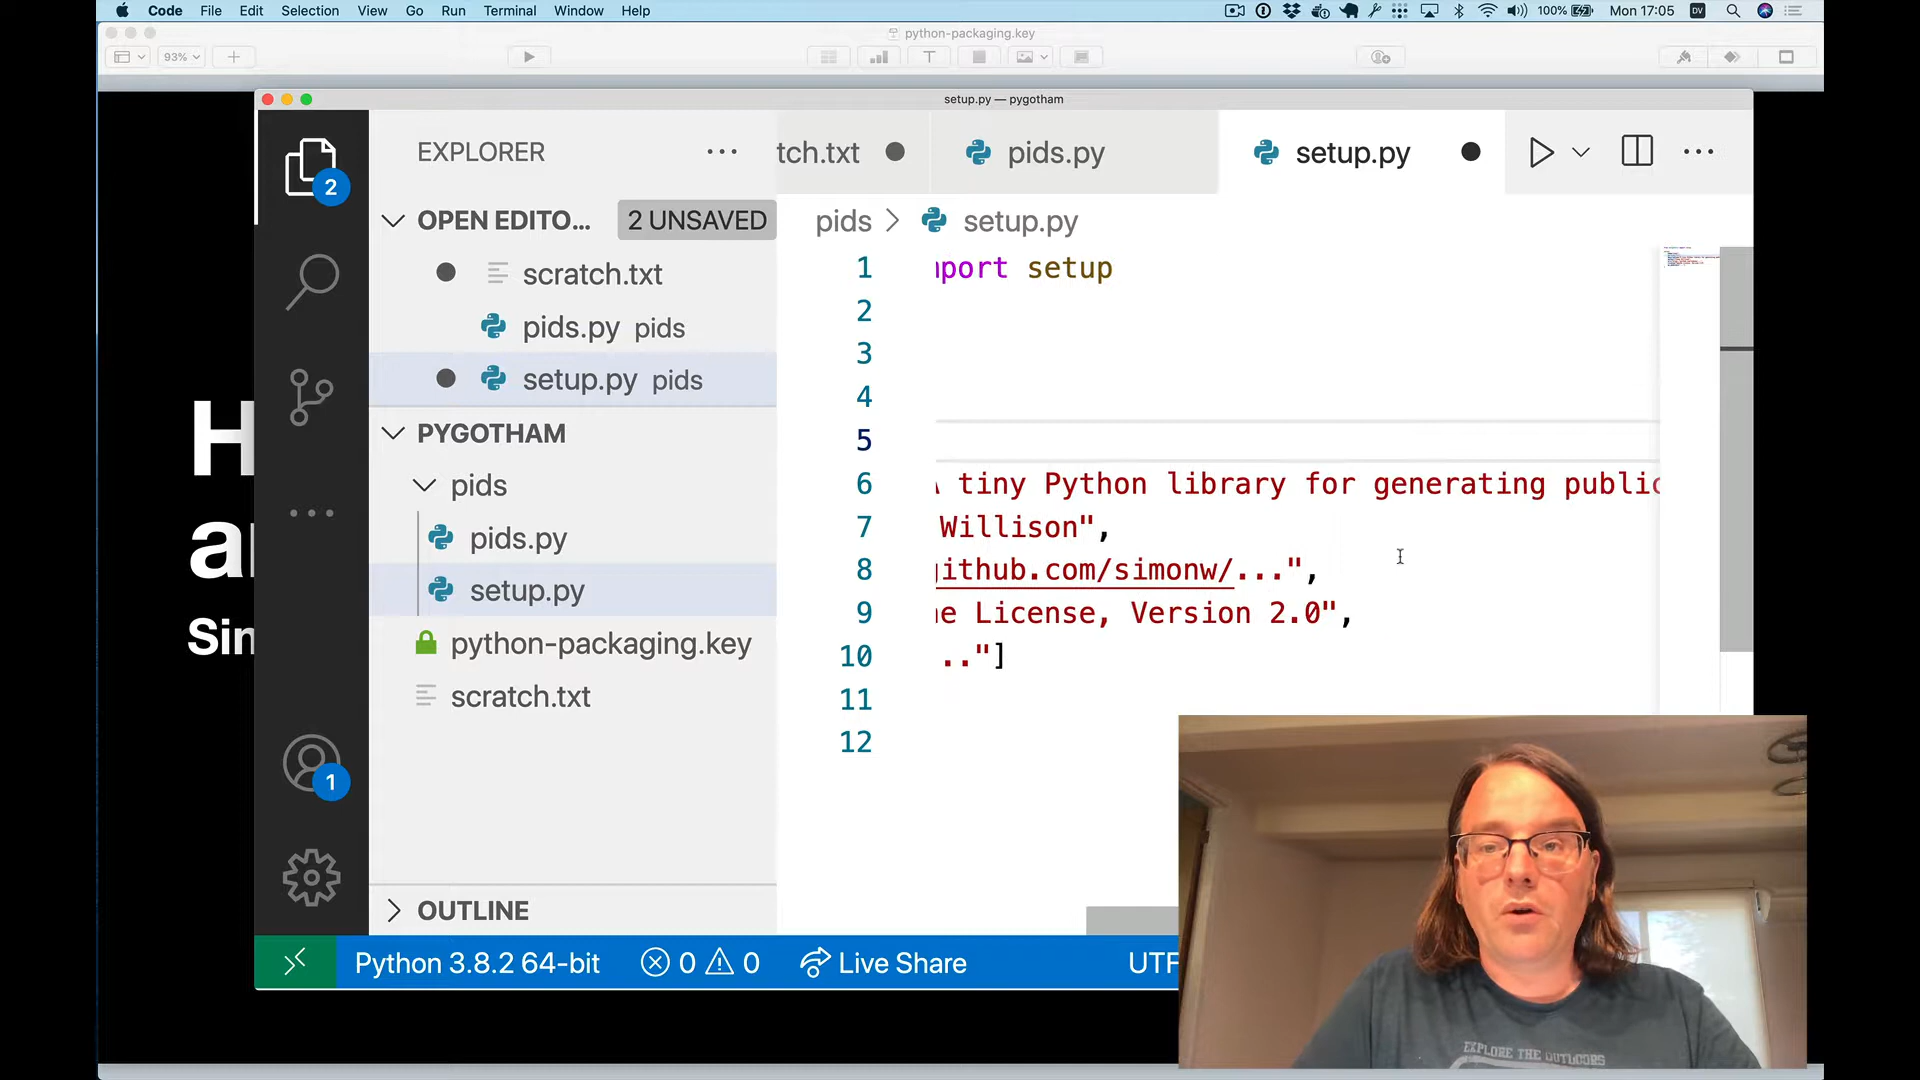 Code File Edit Selection View Go Run Terminal Window Help 100% Mon 17:05
python-packaging.key
93%
setup.py — pygotham
EXPLORER
tch.txt pids.py setup.py
2
OPEN EDITO... 2 UNSAVED
pids setup.py
scratch.txt
pids.py pids
setup.py pids
PYGOTHAM
pids
pids.py
setup.py
python-packaging.key
scratch.txt
1
OUTLINE
1 mport setup
2
3
4
5
6 A tiny Python library for generating public
7 Willison",
8 github.com/simonw/...",
9 he License, Version 2.0",
10 .."]
11
12
H
a
Sim
Python 3.8.2 64-bit 0 0 Live Share UTF
EXPLORE THE OUTDOORS